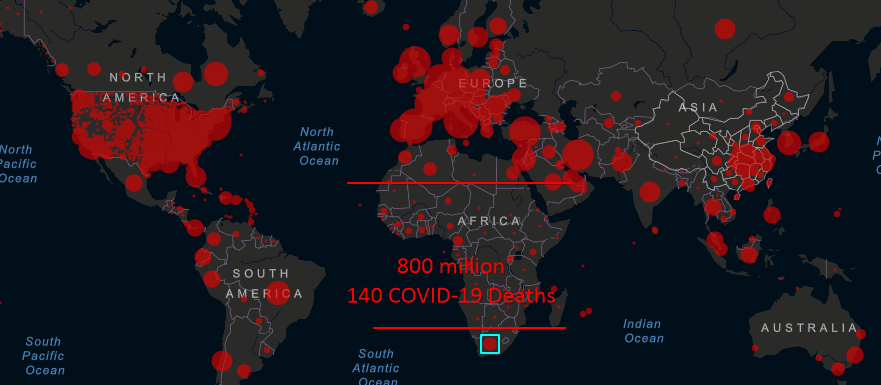 NORTH
AMERICA
EUROPE
ASIA
North
Atlantic
Ocean
North
Pacific
Ocean
AFRICA
800 million
140 COVID-19 Deaths
SOUTH
AMERICA
Indian
Ocean
AUSTRALIA
South
Pacific
Ocean
South
Atlantic
Ocean